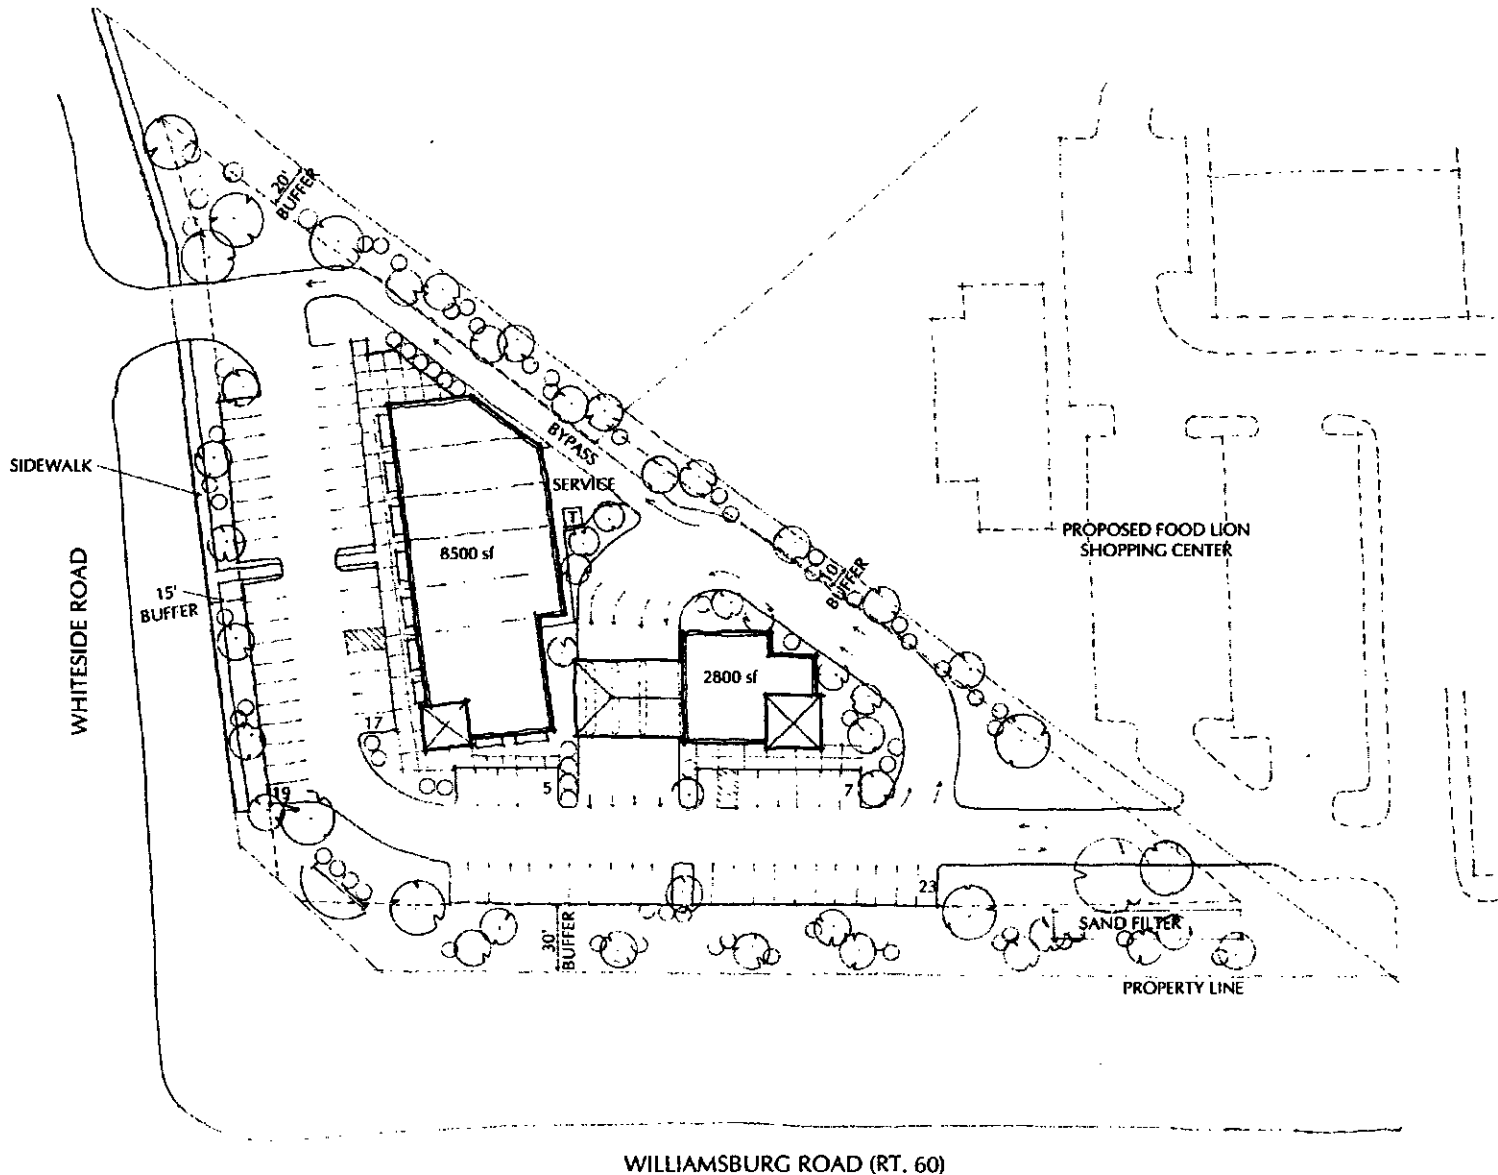 20'
BUFFER
BYPASS
SIDEWALK
SERVICE
T
8500 sf
PROPOSED FOOD LION
SHOPPING CENTER
10'
BUFFER
15'
BUFFER
WHITESIDE ROAD
2800 sf
17
19
5
7
23
30'
BUFFER
SAND FILTER
PROPERTY LINE
WILLIAMSBURG ROAD (RT. 60)